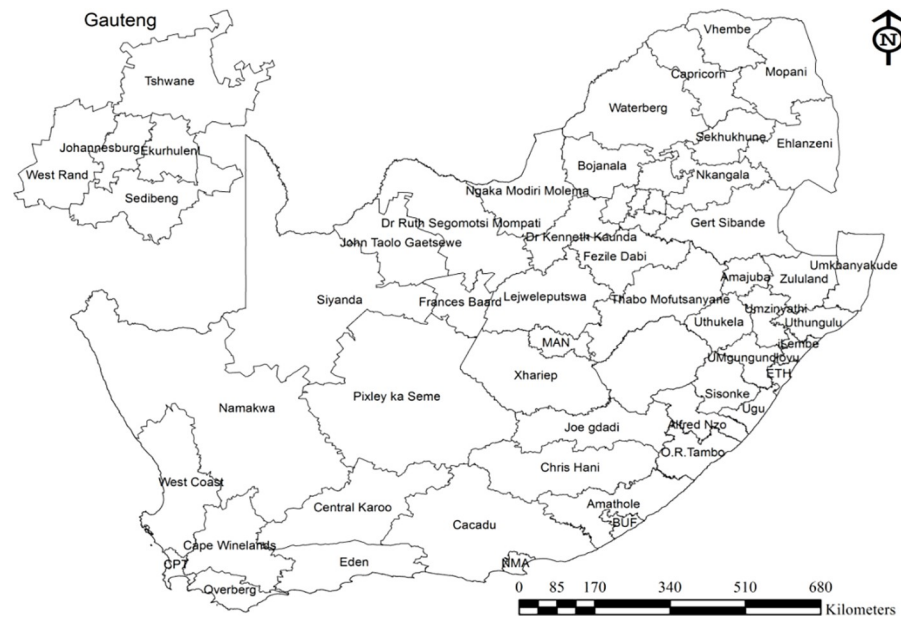 Gauteng
N
Vhembe
Tshwane
Capricorn
Mopani
Waterberg
Johannesburg
Ekurhuleni
Sekhukhune
Ehlanzeni
West Rand
Bojanala
Nkangala
Sedibeng
Ngaka Modiri Molema
Dr Ruth Segomotsi Mompati
Gert Sibande
John Taolo Gaetsewe
Dr Kenneth Kaunda
Fezile Dabi
Umkhanyakude
Amajuba
Zululand
Siyanda
Frances Baard
Lejweleputswa
Thabo Mofutsanyane
Umzinyathi
Uthukela
Uthungulu
MAN
iLembe
UMgungundlovu
Xhariep
ETH
Pixley ka Seme
Sisonke
Namakwa
Ugu
Joe gdadi
Alfred Nzo
O.R.Tambo
Chris Hani
West Coast
Central Karoo
Amathole
Cacadu
BUF
Cape Winelands
CPT
Eden
NMA
Overberg
0 85 170 340 510 680
Kilometers